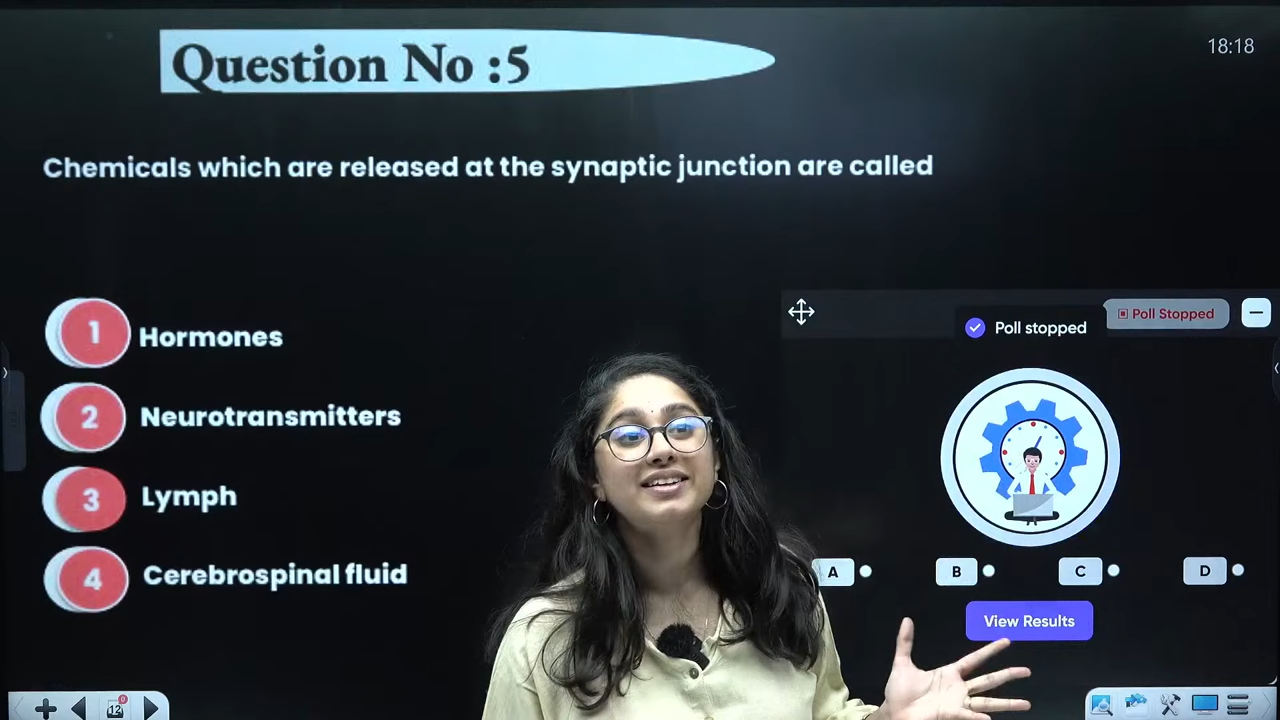 Question No :5
18:18
Chemicals which are released at the synaptic junction are called
1 Hormones
2 Neurotransmitters
3 Lymph
4 Cerebrospinal fluid
Poll stopped
Poll Stopped
A
B
C
D
View Results
12